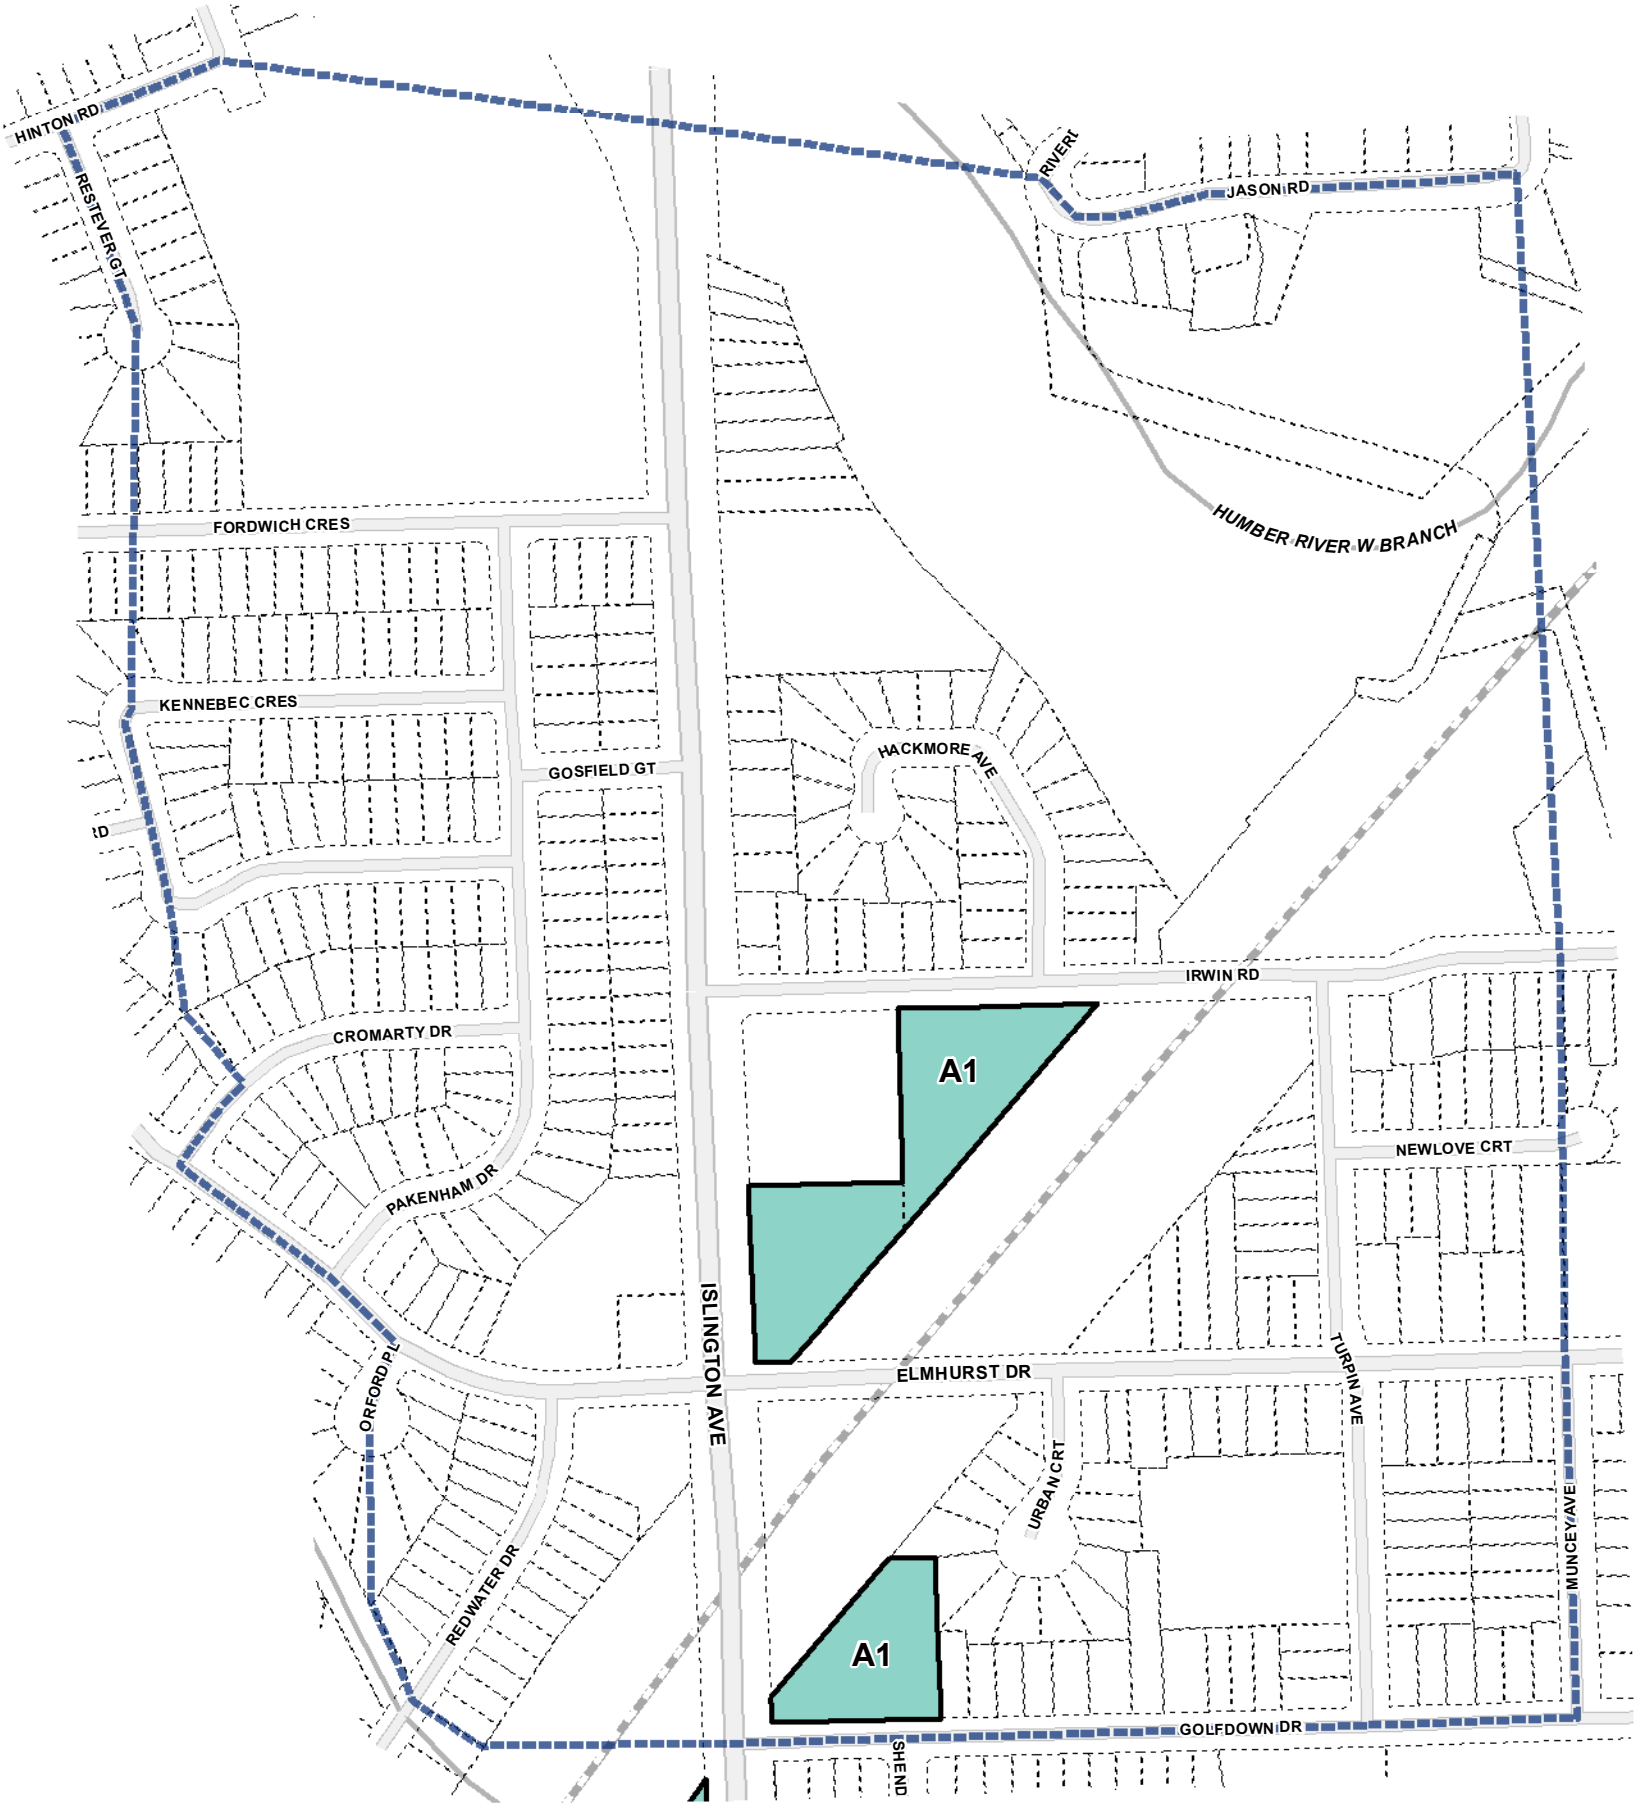 HINTON RD
RESTEVER GT
RIVERD
JASON RD
FORDWICH CRES
HUMBER RIVER W BRANCH
KENNEBEC CRES
HACKMORE AVE
GOSFIELD GT
RD
IRWIN RD
CROMARTY DR
A1
NEWLOVE CRT
PAKENHAM DR
ISLINGTON AVE
ELMHURST DR
TURPIN AVE
ORFORD PL
URBAN CRT
MUNCEY AVE
REDWATER DR
A1
GOLFDOWN DR
SHEND